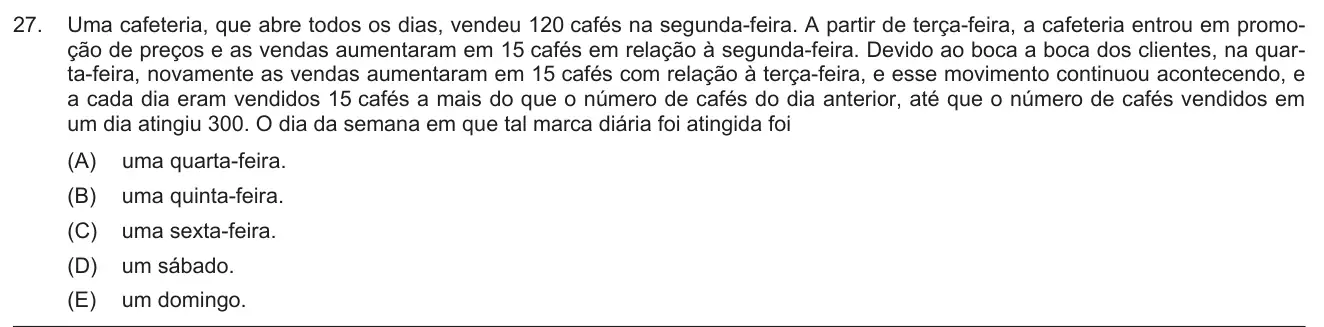 27. Uma cafeteria, que abre todos os dias, vendeu 120 cafés na segunda-feira. A partir de terça-feira, a cafeteria entrou em promo-
ção de preços e as vendas aumentaram em 15 cafés em relação à segunda-feira. Devido ao boca a boca dos clientes, na quar-
ta-feira, novamente as vendas aumentaram em 15 cafés com relação à terça-feira, e esse movimento continuou acontecendo, e
a cada dia eram vendidos 15 cafés a mais do que o número de cafés do dia anterior, até que o número de cafés vendidos em
um dia atingiu 300. O dia da semana em que tal marca diária foi atingida foi
(A) uma quarta-feira.
(B) uma quinta-feira.
(C) uma sexta-feira.
(D) um sábado.
(E) um domingo.